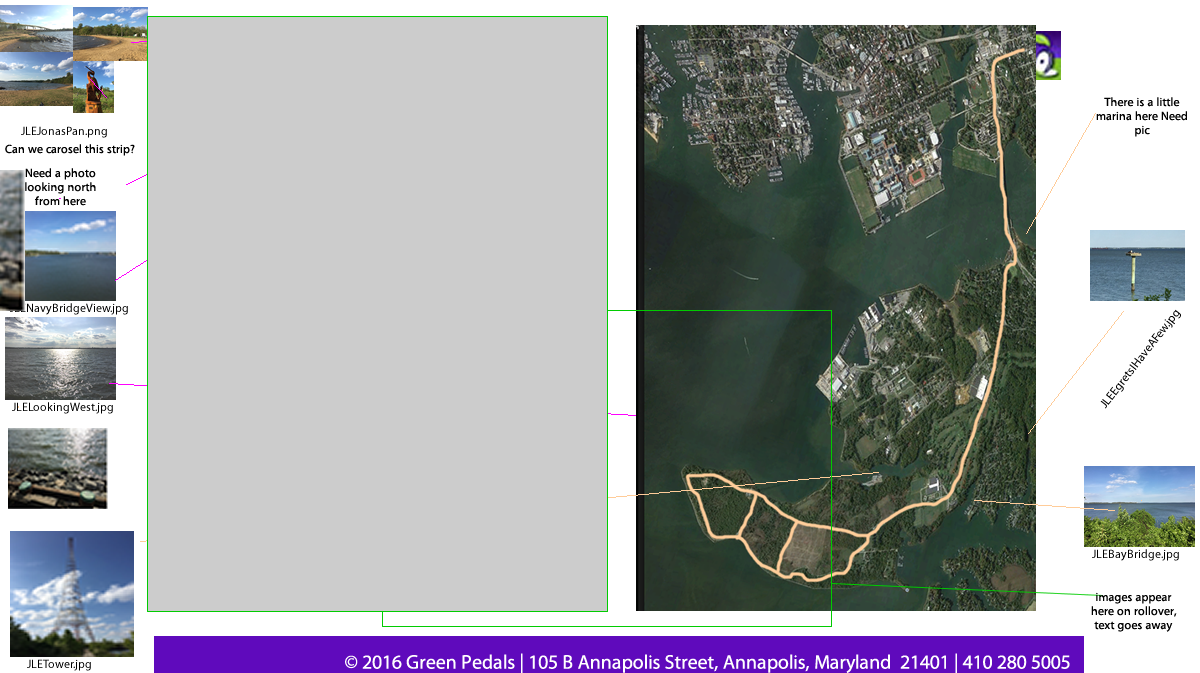 JLEJonasPan.png
Can we carosel this strip?
Need a photo
looking north
from here
JLENavyBridgeView.jpg
JLELookingWest.jpg
JLETower.jpg
There is a little
marina here Need
pic
JLEEgretsIHaveAFew.jpg
JLEBayBridge.jpg
images appear
here on rollover,
text goes away
© 2016 Green Pedals | 105 B Annapolis Street, Annapolis, Maryland 21401 | 410 280 5005